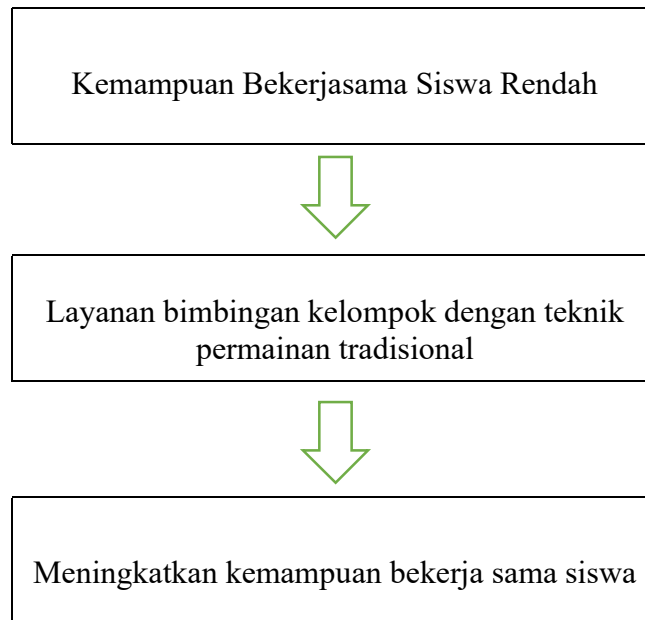 Kemampuan Bekerjasama Siswa Rendah
Layanan bimbingan kelompok dengan teknik
permainan tradisional
Meningkatkan kemampuan bekerja sama siswa